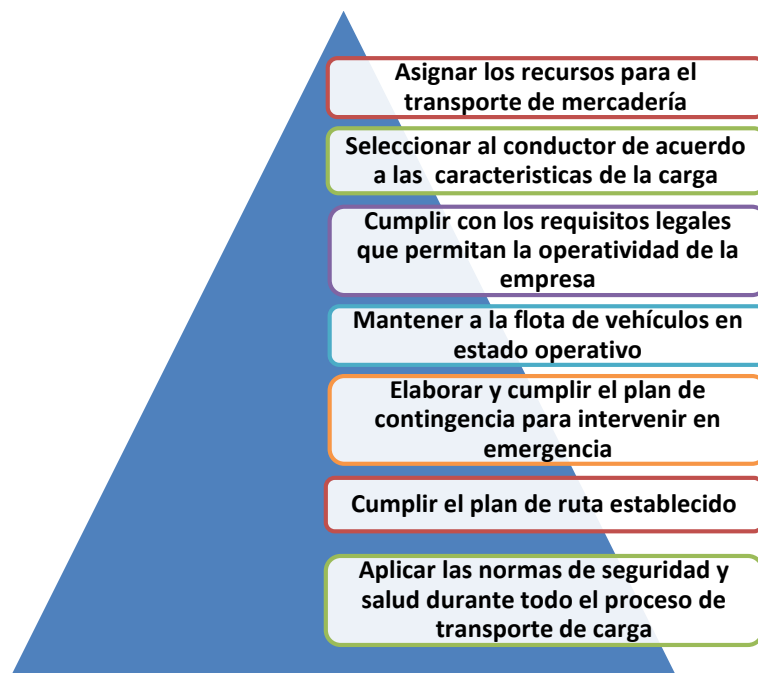 Asignar los recursos para el
transporte de mercadería
Seleccionar al conductor de acuerdo
a las caracteristicas de la carga
Cumplir con los requisitos legales
que permitan la operatividad de la
empresa
Mantener a la flota de vehículos en
estado operativo
Elaborar y cumplir el plan de
contingencia para intervenir en
emergencia
Cumplir el plan de ruta establecido
Aplicar las normas de seguridad y
salud durante todo el proceso de
transporte de carga